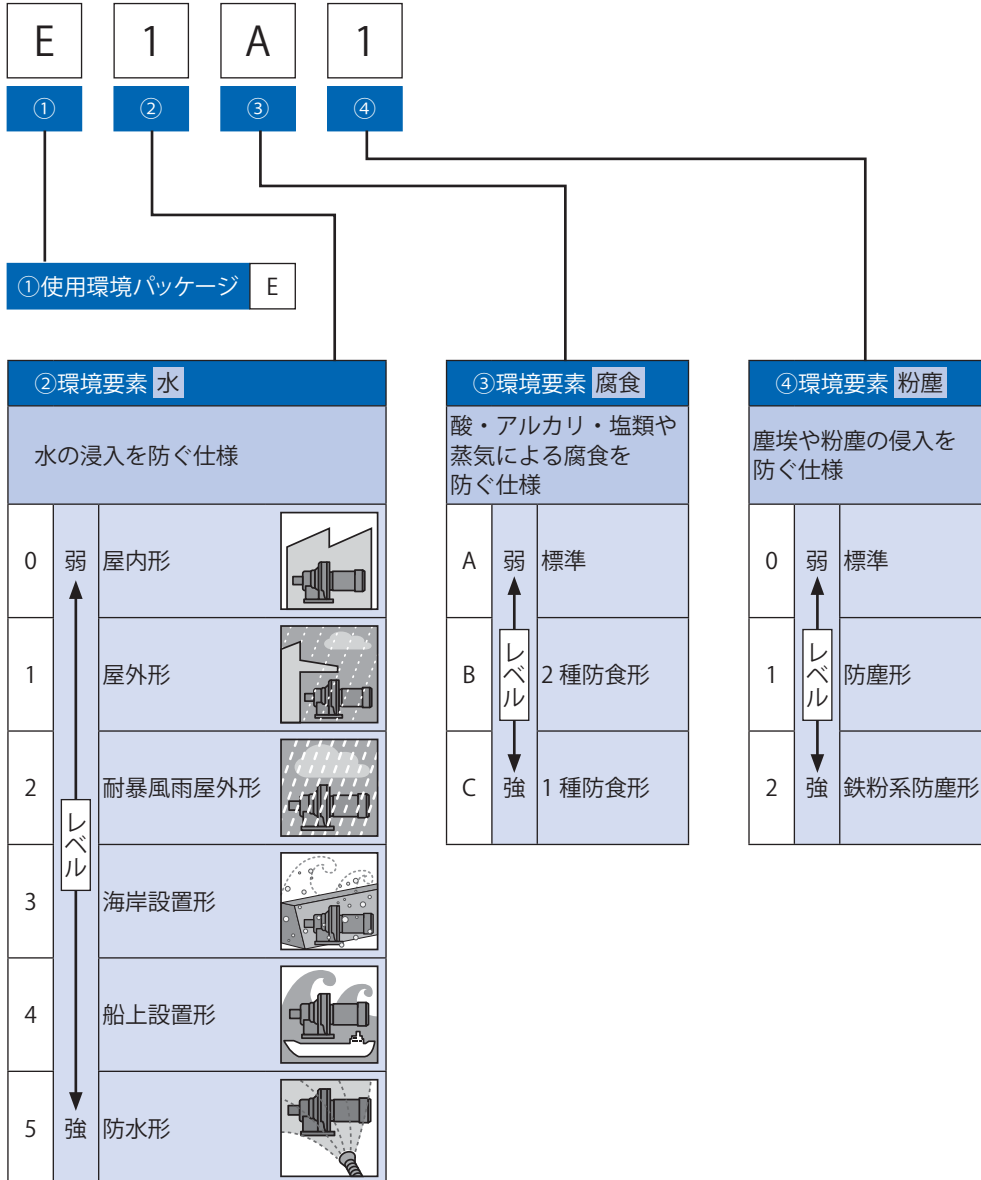 E 1 A 1
① ② ③ ④
①使用環境パッケージ E
②環境要素 水
水の浸入を防ぐ仕様
0 弱 屋内形
1 屋外形
2 耐暴風雨屋外形
レベル
3 海岸設置形
4 船上設置形
5 強 防水形
③環境要素 腐食
酸・アルカリ・塩類や
蒸気による腐食を
防ぐ仕様
A 弱 標準
B レベル 2 種防食形
C 強 1 種防食形
④環境要素 粉塵
塵埃や粉塵の侵入を
防ぐ仕様
0 弱 標準
1 レベル 防塵形
2 強 鉄粉系防塵形